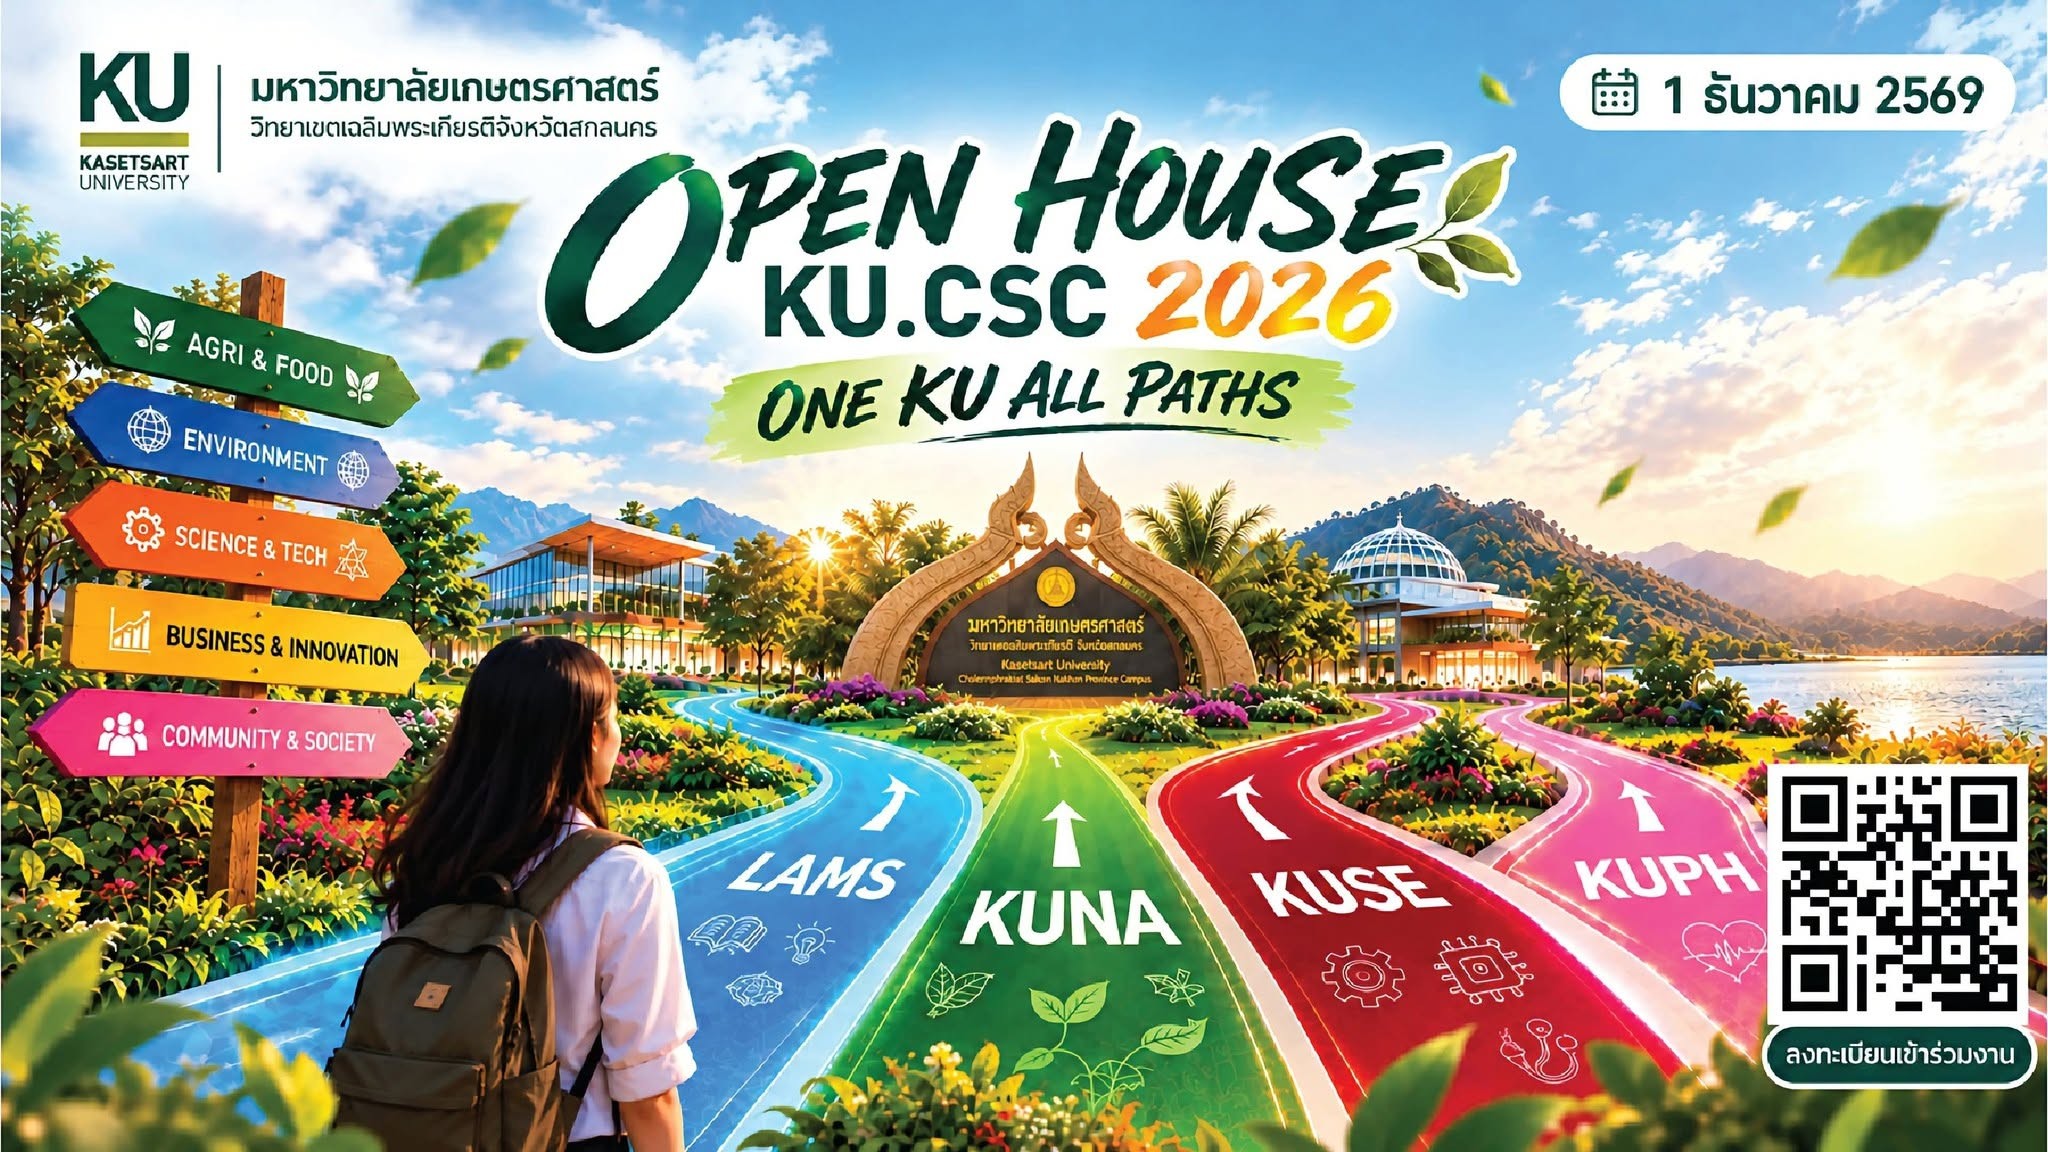 KU
KASETSART
UNIVERSITY
มหาวิทยาลัยเกษตรศาสตร์
วิทยาเขตเฉลิมพระเกียรติจังหวัดสกลนคร
1 ธันวาคม 2569
OPEN HOUSE
KU.CSC 2026
ONE KU ALL PATHS
AGRI & FOOD
ENVIRONMENT
SCIENCE & TECH
BUSINESS & INNOVATION
COMMUNITY & SOCIETY
มหาวิทยาลัยเกษตรศาสตร์
Kasetsart University
Province Campus
LAMS
KUNA
KUSE
KUPH
ลงทะเบียนเข้าร่วมงาน